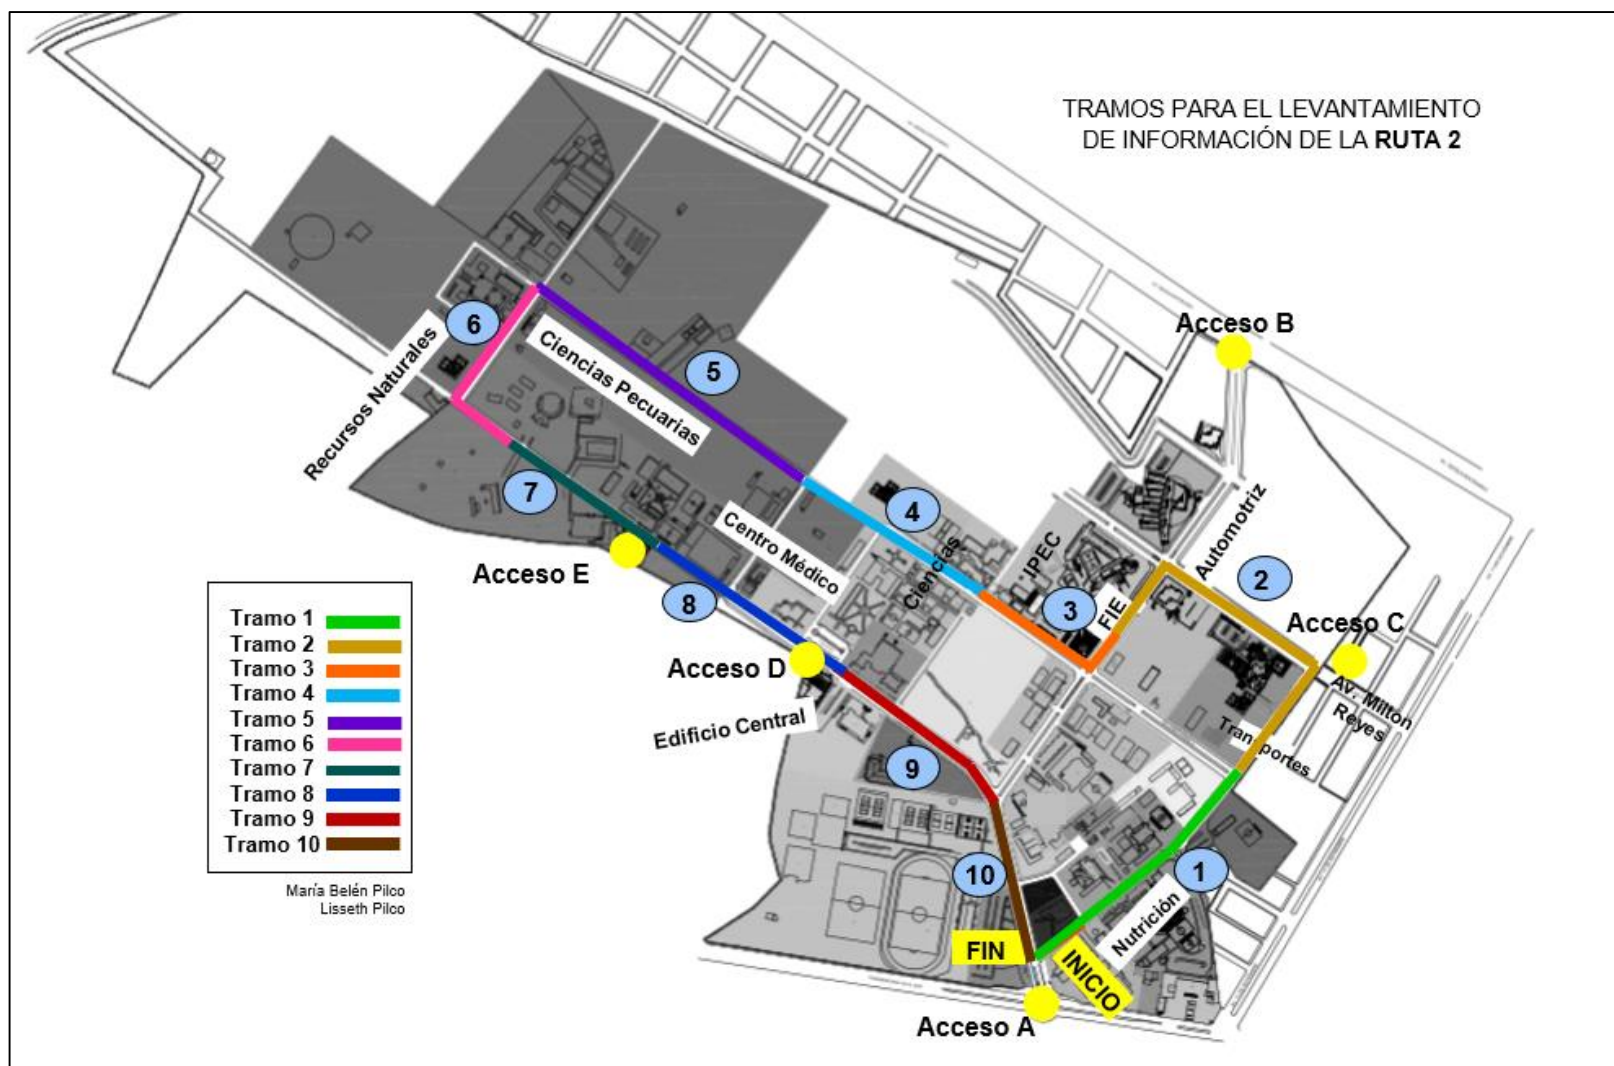 TRAMOS PARA EL LEVANTAMIENTO
DE INFORMACIÓN DE LA RUTA 2
Acceso B
6
Recursos Naturales
Ciencias Pecuarias
5
7
4
Centro Médico
Ciencias
IPEC
3
FIE
Automotriz
2
Acceso C
Av. Milton
Reyes
Transportes
Acceso E
8
Acceso D
Edificio Central
9
10
1
Nutrición
FIN
INICIO
Acceso A
Tramo 1
Tramo 2
Tramo 3
Tramo 4
Tramo 5
Tramo 6
Tramo 7
Tramo 8
Tramo 9
Tramo 10
María Belén Pilco
Lisseth Pilco